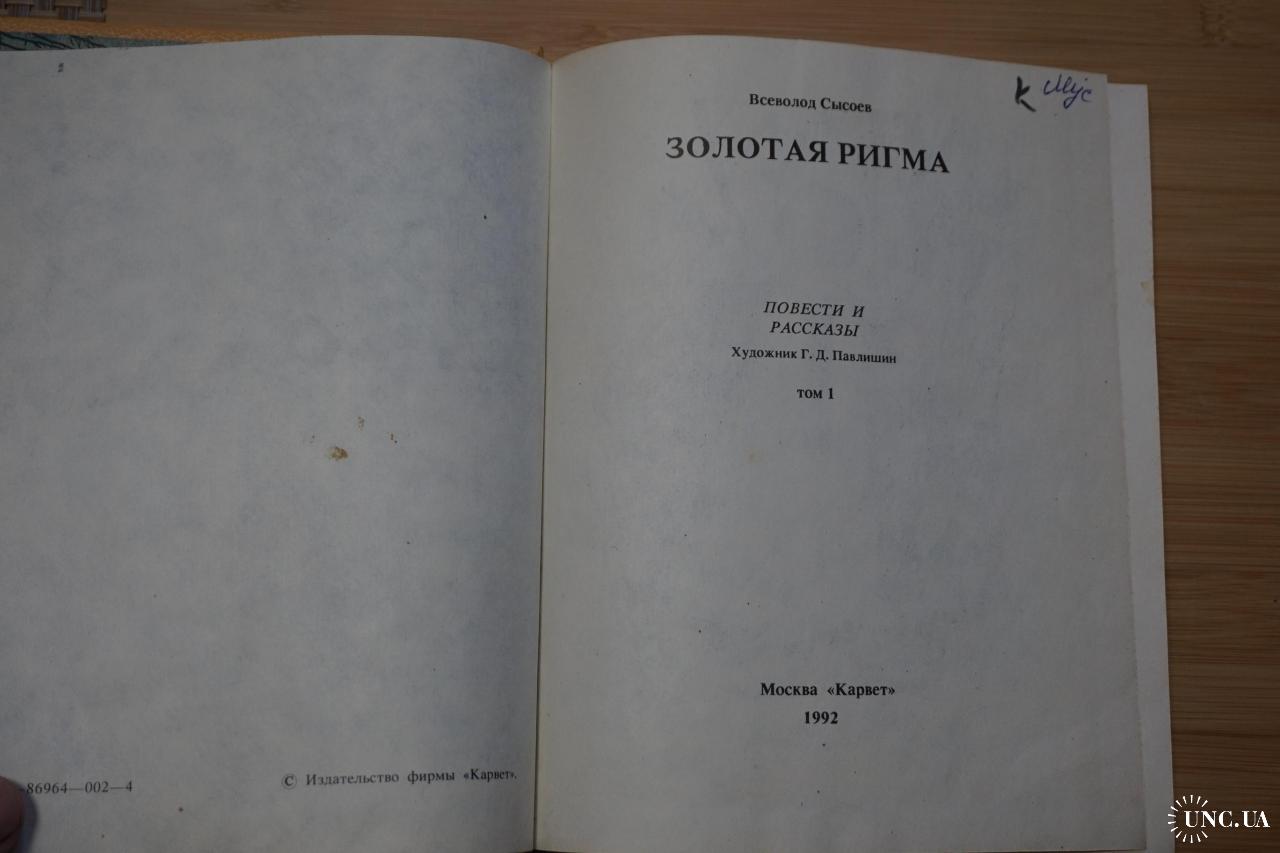 86964—002—4
© Издательство фирмы «Карвет».
Всеволод Сысоев
ЗОЛОТАЯ РИГМА
ПОВЕСТИ И
РАССКАЗЫ
Художник Г. Д. Павлишин
том 1
Москва «Карвет»
1992
UNC.UA